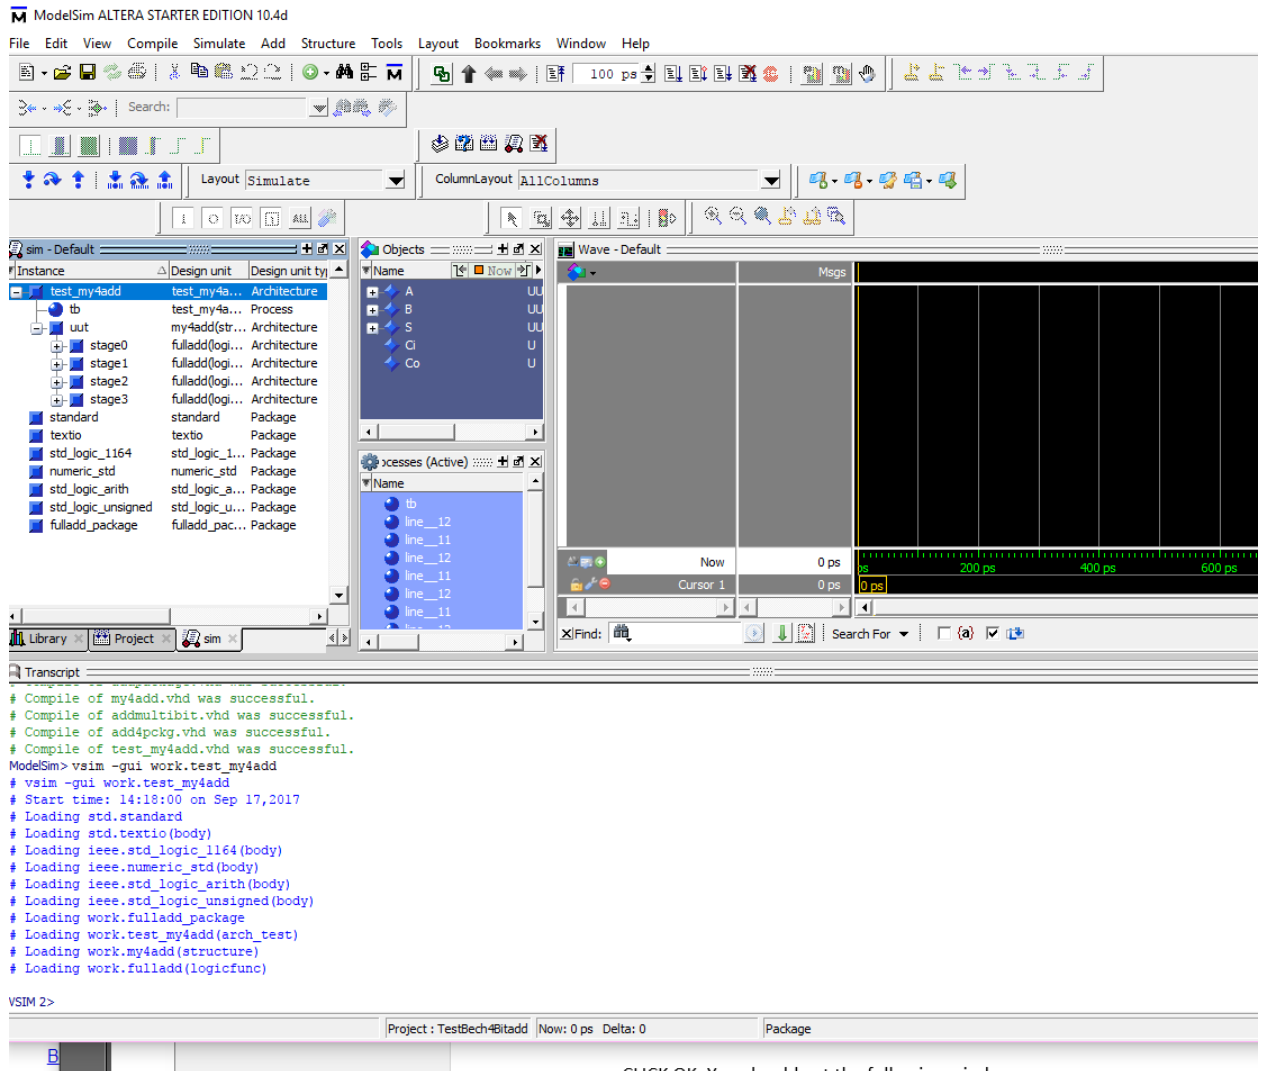 ModelSim ALTERA STARTER EDITION 10.4d
File Edit View Compile Simulate Add Structure Tools Layout Bookmarks Window Help
100 ps
Search:
Layout Simulate
ColumnLayout AllColumns
sim - Default
Instance Design unit Design unit ty
test_my4add test_my4a... Architecture
tb test_my4a... Process
uut my4add(str... Architecture
stage0 fulladd(logi... Architecture
stage1 fulladd(logi... Architecture
stage2 fulladd(logi... Architecture
stage3 fulladd(logi... Architecture
standard standard Package
textio textio Package
std_logic_1164 std_logic_1... Package
numeric_std numeric_std Package
std_logic_arith std_logic_a... Package
std_logic_unsigned std_logic_u... Package
fulladd_package fulladd_pac... Package
Library Project sim
Objects
Name Now
A UU
B UU
S UU
Ci U
Co U
ocesses (Active)
Name
tb
line__12
line__11
line__12
line__11
line__12
line__11
line__12
Wave - Default
Msgs
Now 0 ps
Cursor 1 0 ps
ps 200 ps 400 ps 600 ps
0 ps
Find: Search For {a}
Transcript
# Compile of my4add.vhd was successful.
# Compile of addmultibit.vhd was successful.
# Compile of add4pckg.vhd was successful.
# Compile of test_my4add.vhd was successful.
ModelSim> vsim -gui work.test_my4add
# vsim -gui work.test_my4add
# Start time: 14:18:00 on Sep 17,2017
# Loading std.standard
# Loading std.textio(body)
# Loading ieee.std_logic_1164(body)
# Loading ieee.numeric_std(body)
# Loading ieee.std_logic_arith(body)
# Loading ieee.std_logic_unsigned(body)
# Loading work.fulladd_package
# Loading work.test_my4add(arch_test)
# Loading work.my4add(structure)
# Loading work.fulladd(logicfunc)
VSIM 2>
Project : TestBech4Bitadd Now: 0 ps Delta: 0 Package
B